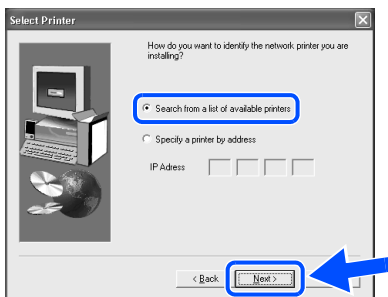 Select Printer
How do you want to identify the network printer you are
installing?
Search from a list of available printers
Specify a printer by address
IP Adress
< Back
Next >